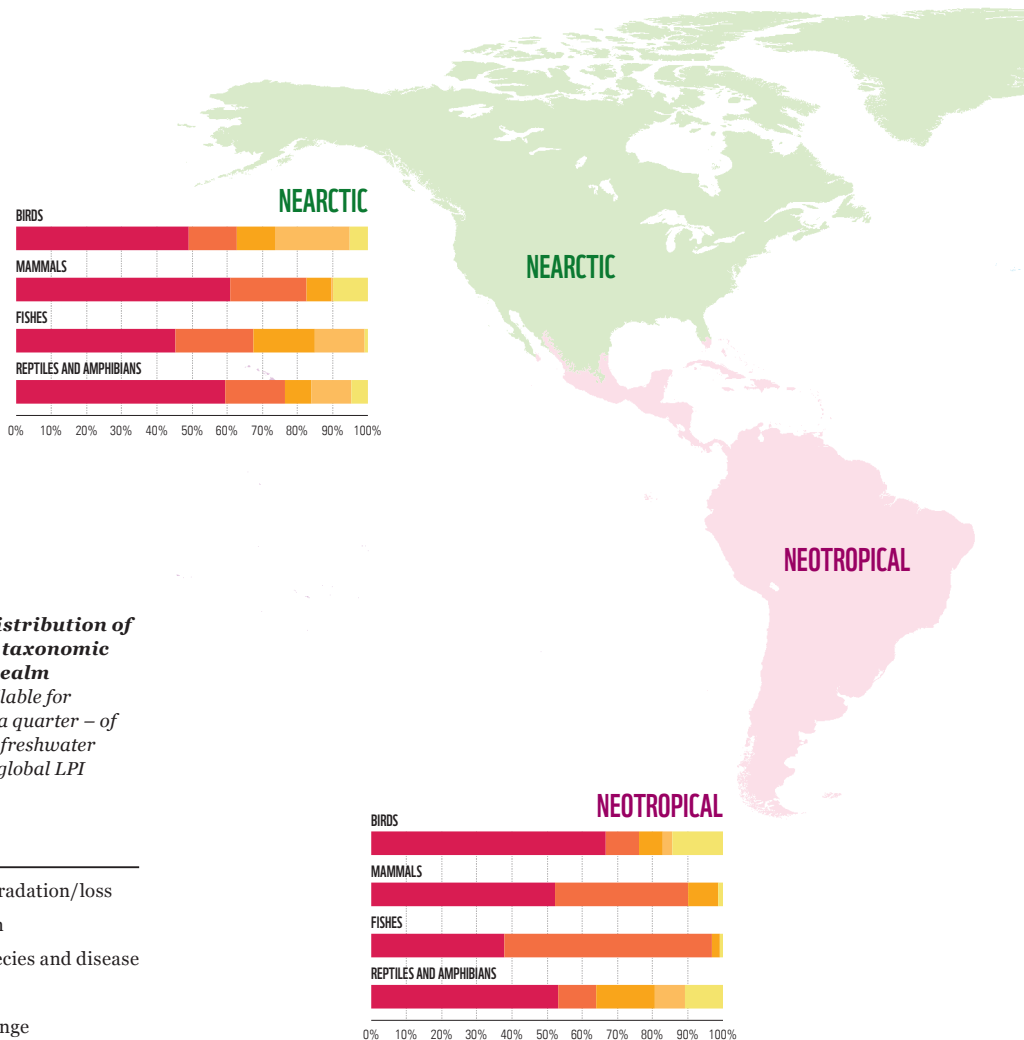 NEARCTIC
BIRDS
MAMMALS
FISHES
REPTILES AND AMPHIBIANS
0% 10% 20% 30% 40% 50% 60% 70% 80% 90% 100%
NEARCTIC
NEOTROPICAL
istribution of
taxonomic
ealm
lable for
a quarter – of
freshwater
global LPI
radation/loss
n
ecies and disease
nge
NEOTROPICAL
BIRDS
MAMMALS
FISHES
REPTILES AND AMPHIBIANS
0% 10% 20% 30% 40% 50% 60% 70% 80% 90% 100%